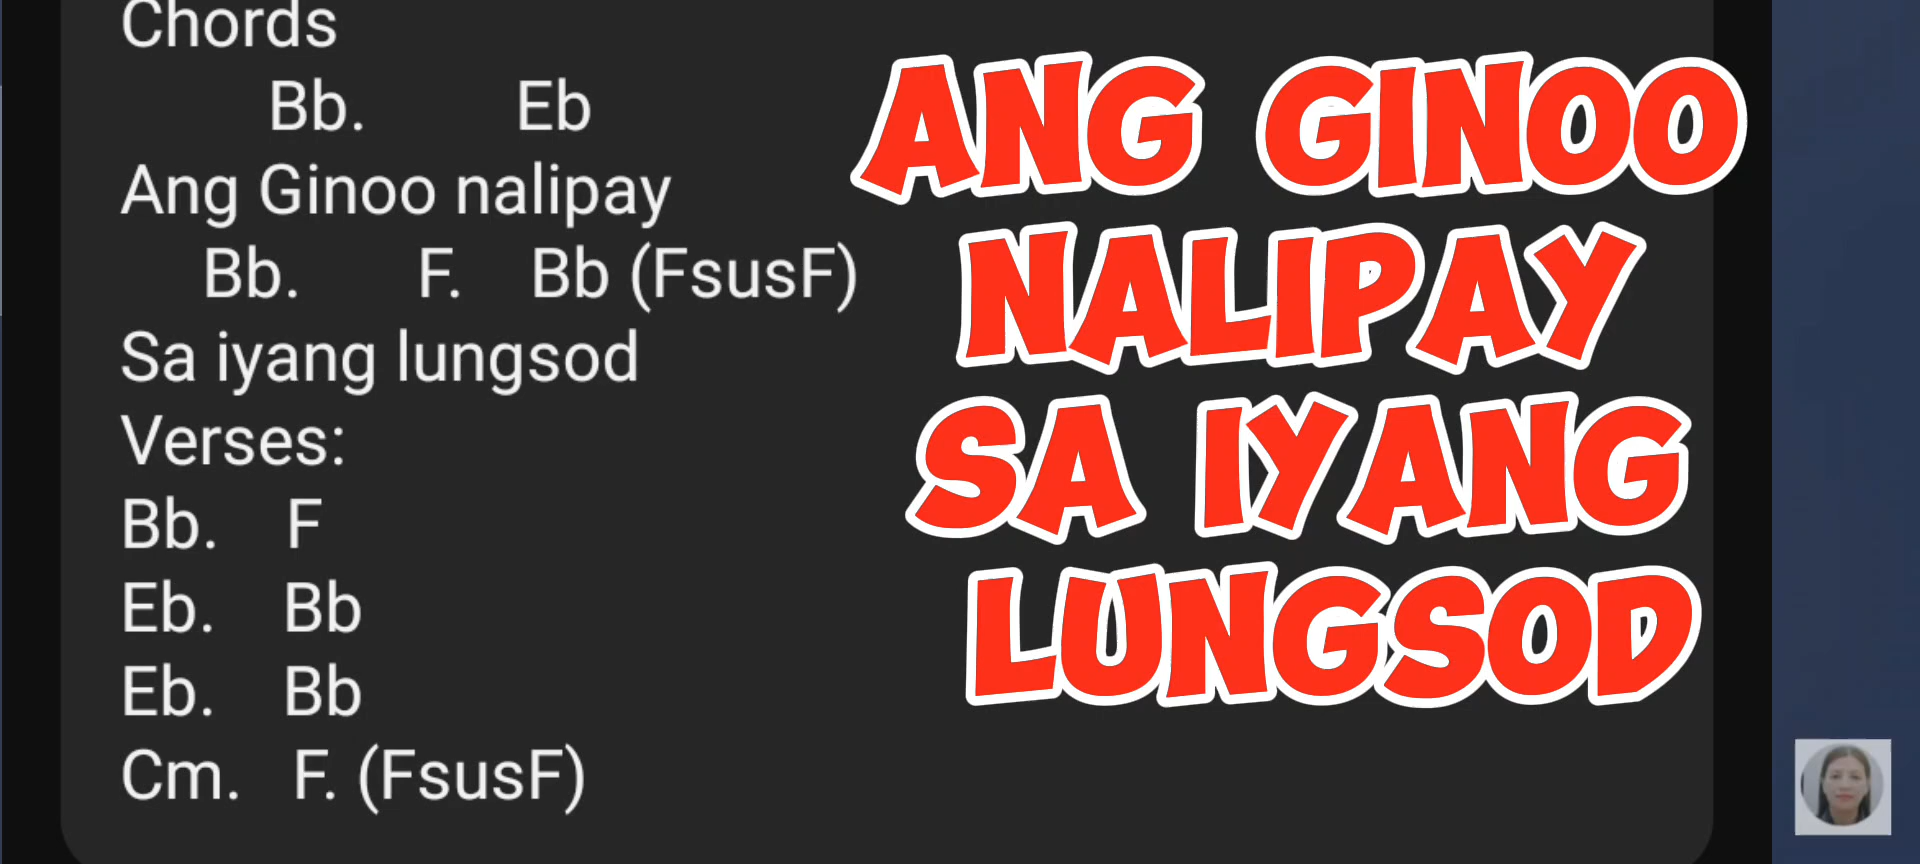 Chords
Bb. Eb
Ang Ginoo nalipay
Bb. F. Bb (FsusF)
Sa iyang lungsod
Verses:
Bb. F
Eb. Bb
Eb. Bb
Cm. F. (FsusF)
ANG GINOO
NALIPAY
SA IYANG
LUNGSOD